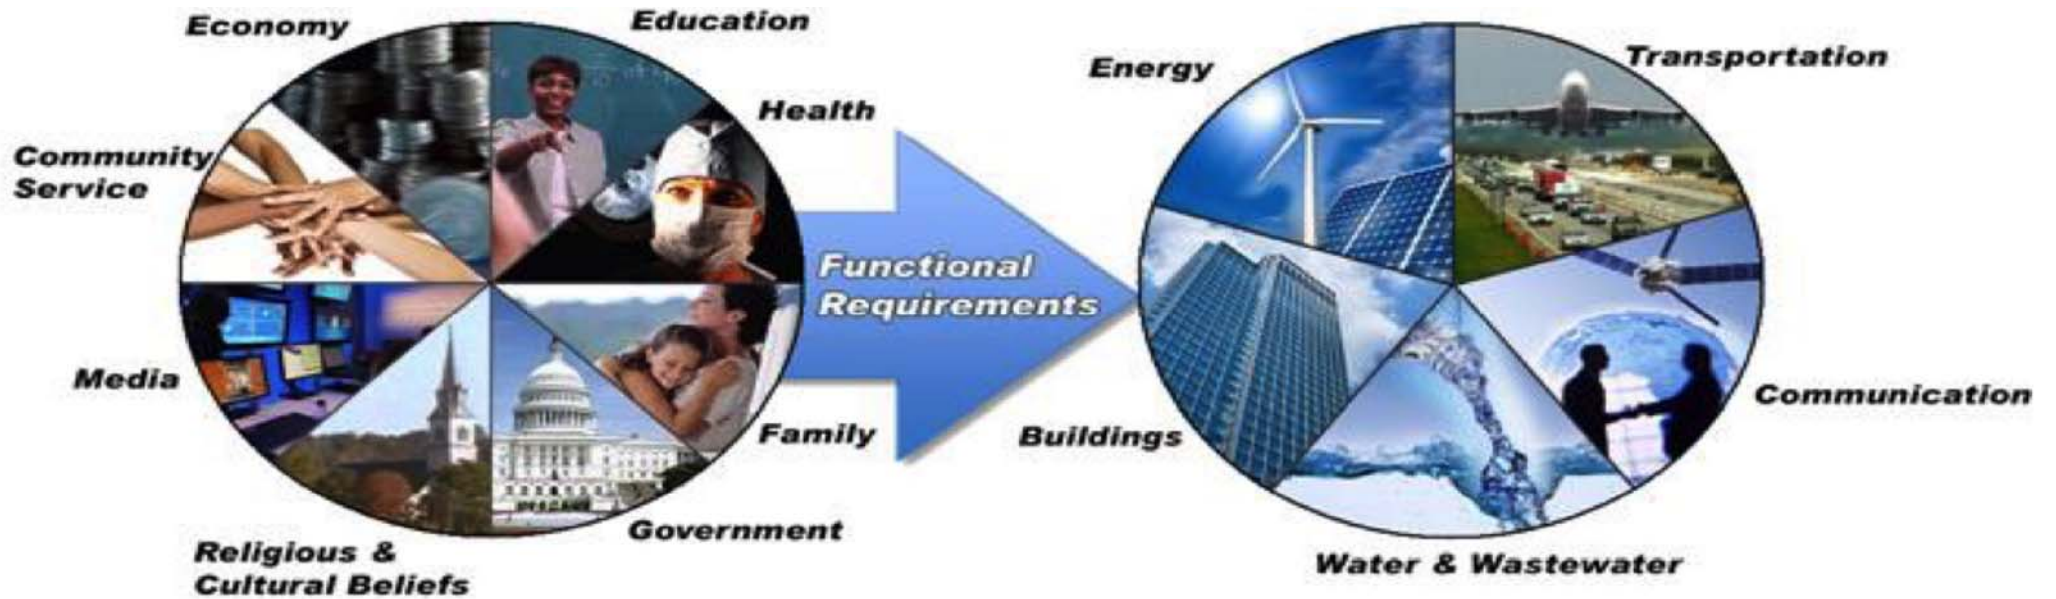 Economy
Education
Health
Community
Service
Media
Religious &
Cultural Beliefs
Government
Family
Functional
Requirements
Energy
Transportation
Buildings
Communication
Water & Wastewater